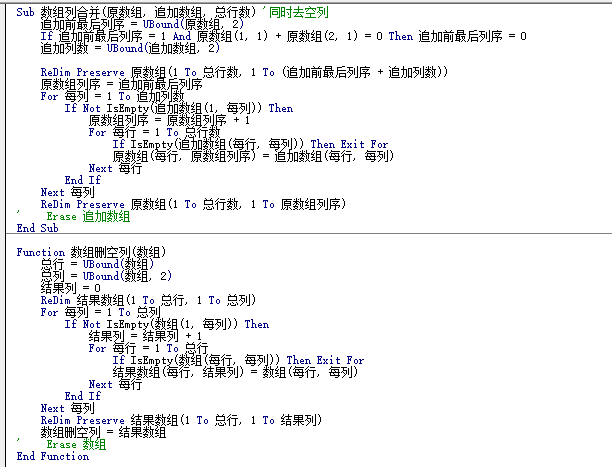 Sub 数组列合并(原数组, 追加数组, 总行数) '同时去空列
    追加前最后列序 = UBound(原数组, 2)
    If 追加前最后列序 = 1 And 原数组(1, 1) + 原数组(2, 1) = 0 Then 追加前最后列序 = 0
    追加列数 = UBound(追加数组, 2)

    ReDim Preserve 原数组(1 To 总行数, 1 To (追加前最后列序 + 追加列数))
    原数组列序 = 追加前最后列序
    For 每列 = 1 To 追加列数
        If Not IsEmpty(追加数组(1, 每列)) Then
            原数组列序 = 原数组列序 + 1
            For 每行 = 1 To 总行数
                If IsEmpty(追加数组(每行, 每列)) Then Exit For
                原数组(每行, 原数组列序) = 追加数组(每行, 每列)
            Next 每行
        End If
    Next 每列
    ReDim Preserve 原数组(1 To 总行数, 1 To 原数组列序)
'    Erase 追加数组
End Sub

Function 数组删空列(数组)
    总行 = UBound(数组)
    总列 = UBound(数组, 2)
    结果列 = 0
    ReDim 结果数组(1 To 总行, 1 To 总列)
    For 每列 = 1 To 总列
        If Not IsEmpty(数组(1, 每列)) Then
            结果列 = 结果列 + 1
            For 每行 = 1 To 总行
                If IsEmpty(数组(每行, 每列)) Then Exit For
                结果数组(每行, 结果列) = 数组(每行, 每列)
            Next 每行
        End If
    Next 每列
    ReDim Preserve 结果数组(1 To 总行, 1 To 结果列)
    数组删空列 = 结果数组
'    Erase 数组
End Function